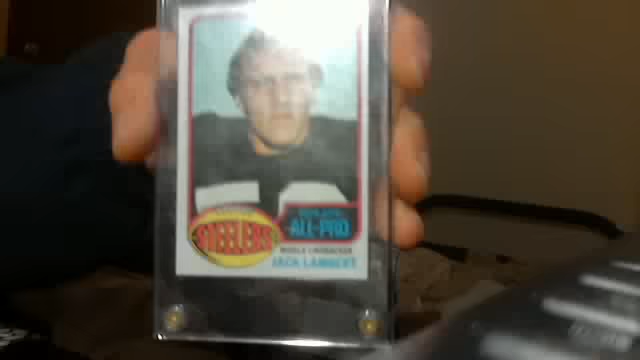 STEELERS
ALL-PRO
MIDDLE LINEBACKER
JACK LAMBERT